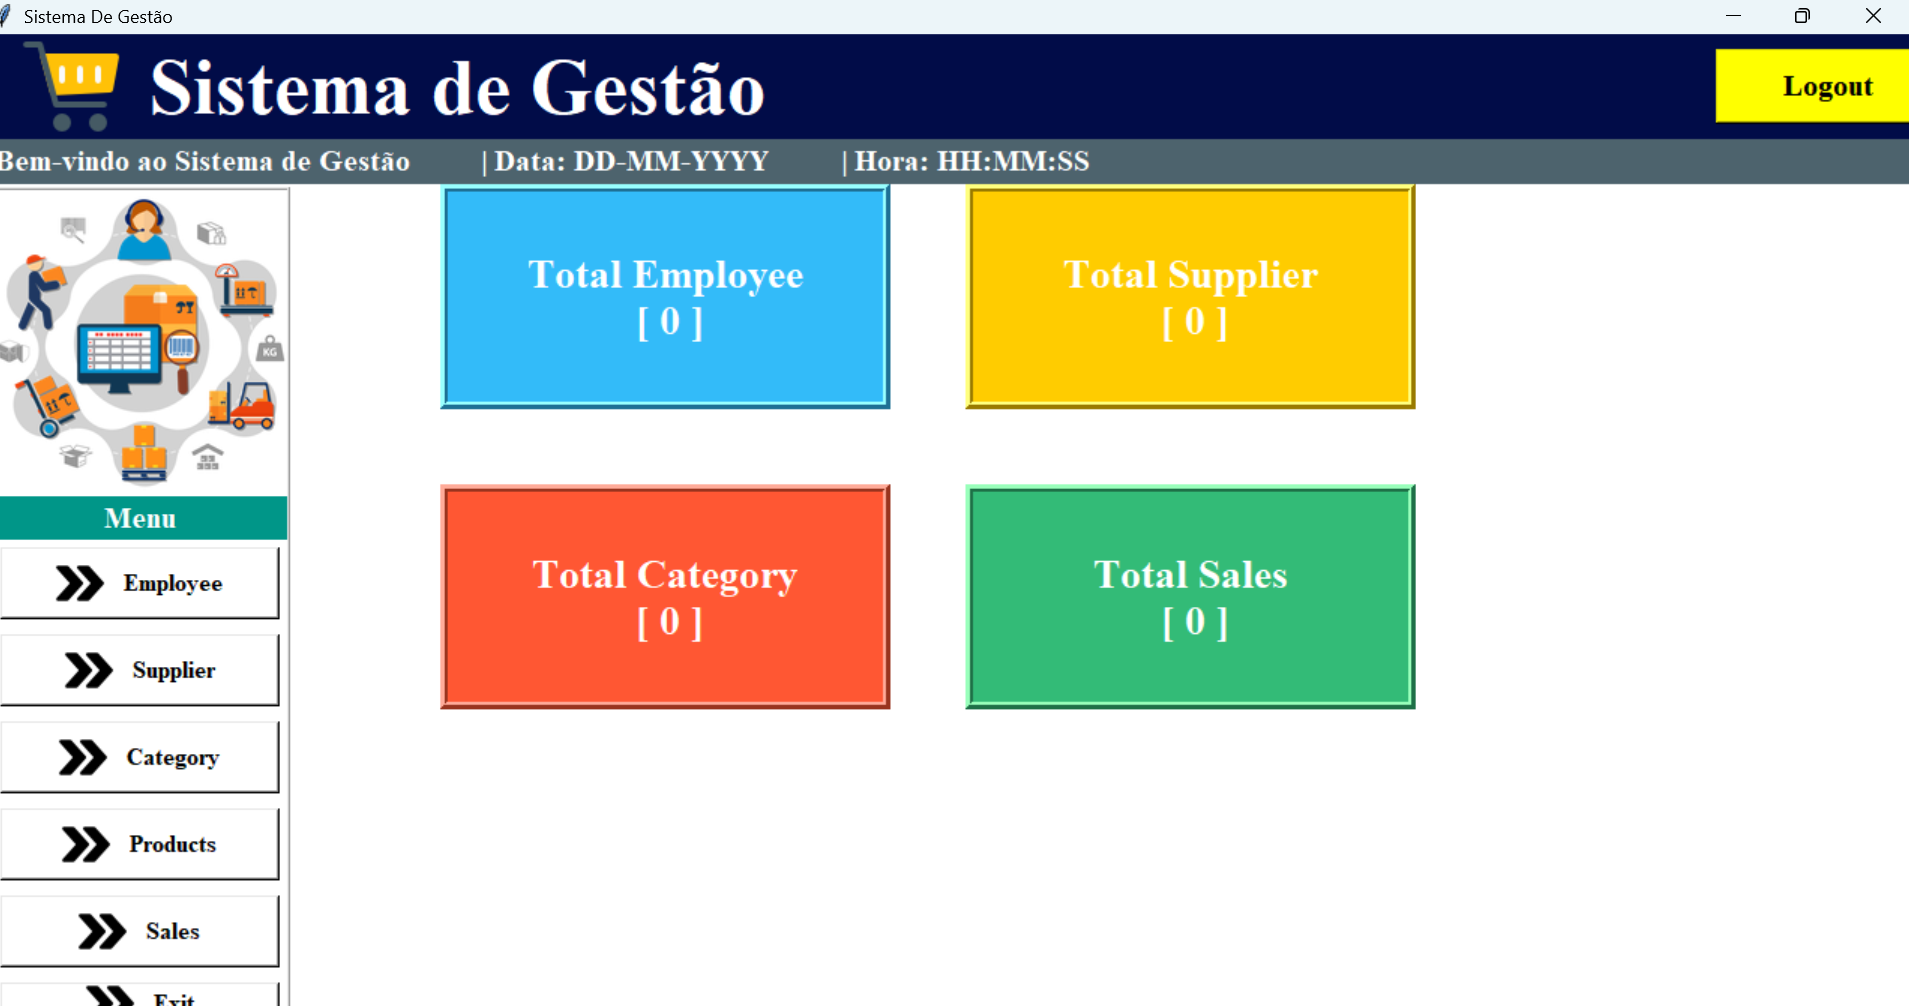 Sistema De Gestão
Sistema de Gestão
Logout
Bem-vindo ao Sistema de Gestão | Data: DD-MM-YYYY | Hora: HH:MM:SS
KG
Total Employee
[ 0 ]
Total Supplier
[ 0 ]
Total Category
[ 0 ]
Total Sales
[ 0 ]
Menu
Employee
Supplier
Category
Products
Sales
Exit